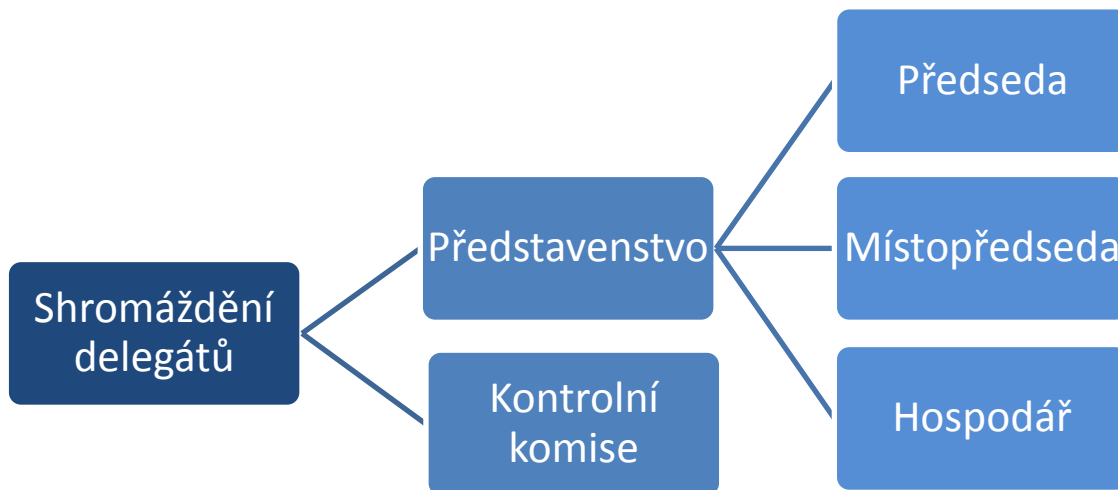 Shromáždění
delegátů
Představenstvo
Kontrolní
komise
Předseda
Místopředseda
Hospodář